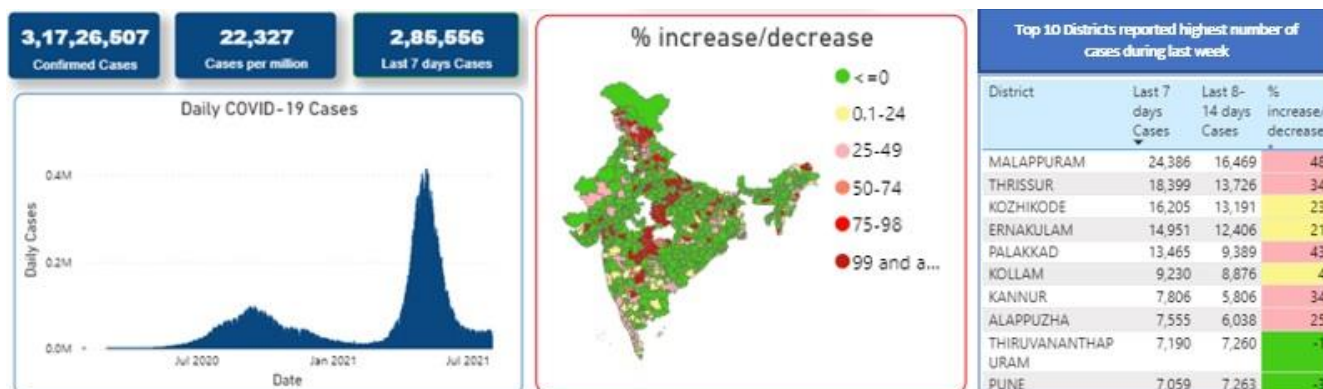 3,17,26,507
Confirmed Cases
22,327
Cases per million
2,85,556
Last 7 days Cases
Daily COVID-19 Cases
Daily Cases
0.4M
0.2M
0.0M
Jul 2020
Jan 2021
Jul 2021
Date
% increase/decrease
<=0
0.1-24
25-49
50-74
75-98
99 and a...
Top 10 Districts reported highest number of
cases during last week
District Last 7 Last 8- %
days 14 days increase/
Cases Cases decrease
MALAPPURAM 24,386 16,469 48
THRISSUR 18,399 13,726 34
KOZHIKODE 16,205 13,191 23
ERNAKULAM 14,951 12,406 21
PALAKKAD 13,465 9,389 43
KOLLAM 9,230 8,876 4
KANNUR 7,806 5,806 34
ALAPPUZHA 7,555 6,038 25
THIRUVANANTHAP 7,190 7,260 -1
URAM
PUNE 7,059 7,263